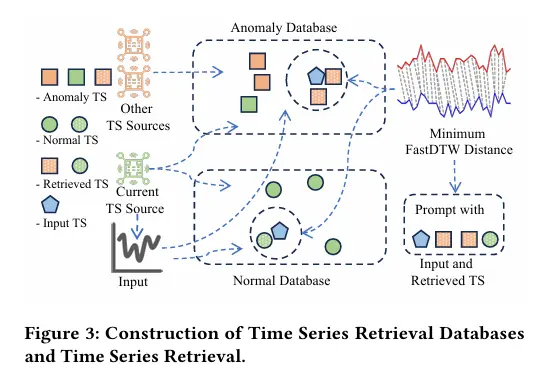 Anomaly Database
- Anomaly TS
- Normal TS
- Retrieved TS
- Input TS
Other
TS Sources
Current
TS Source
Input
Normal Database
Minimum
FastDTW Distance
Prompt with
Input and
Retrieved TS
Figure 3: Construction of Time Series Retrieval Databases
and Time Series Retrieval.